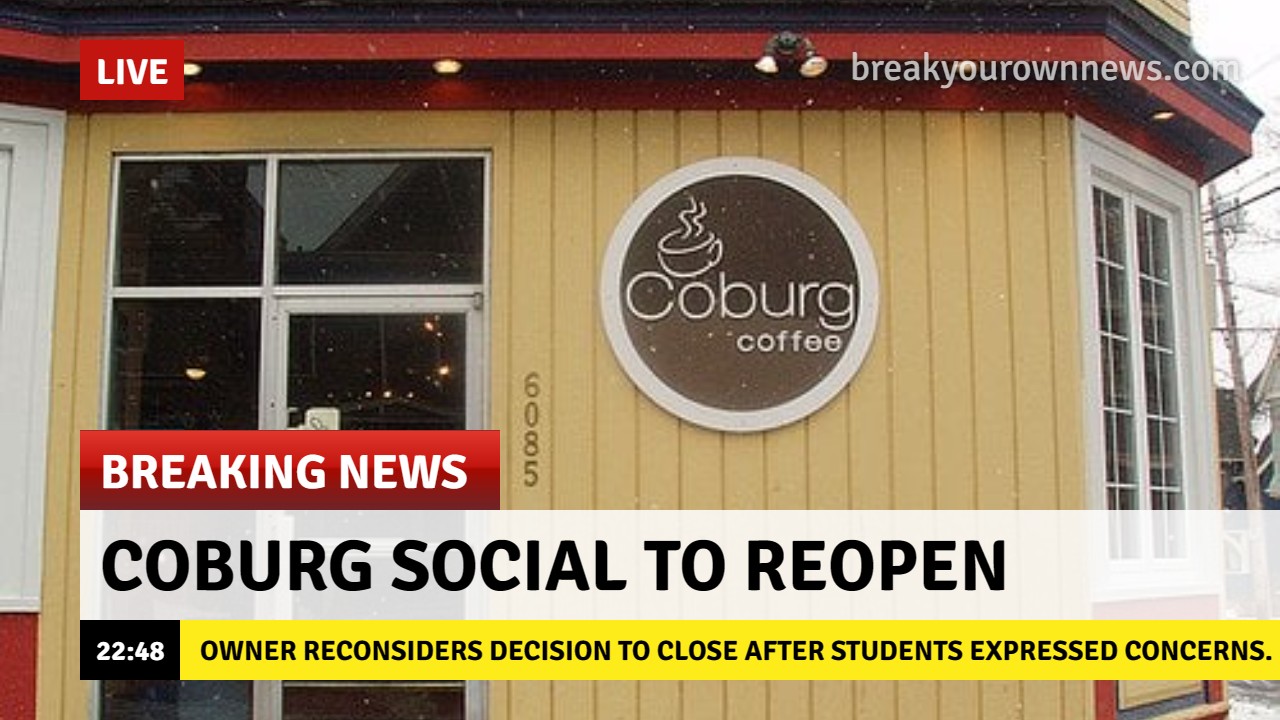 LIVE
breakyourownnews.com
Coburg
coffee
6085
BREAKING NEWS
COBURG SOCIAL TO REOPEN
22:48
OWNER RECONSIDERS DECISION TO CLOSE AFTER STUDENTS EXPRESSED CONCERNS.